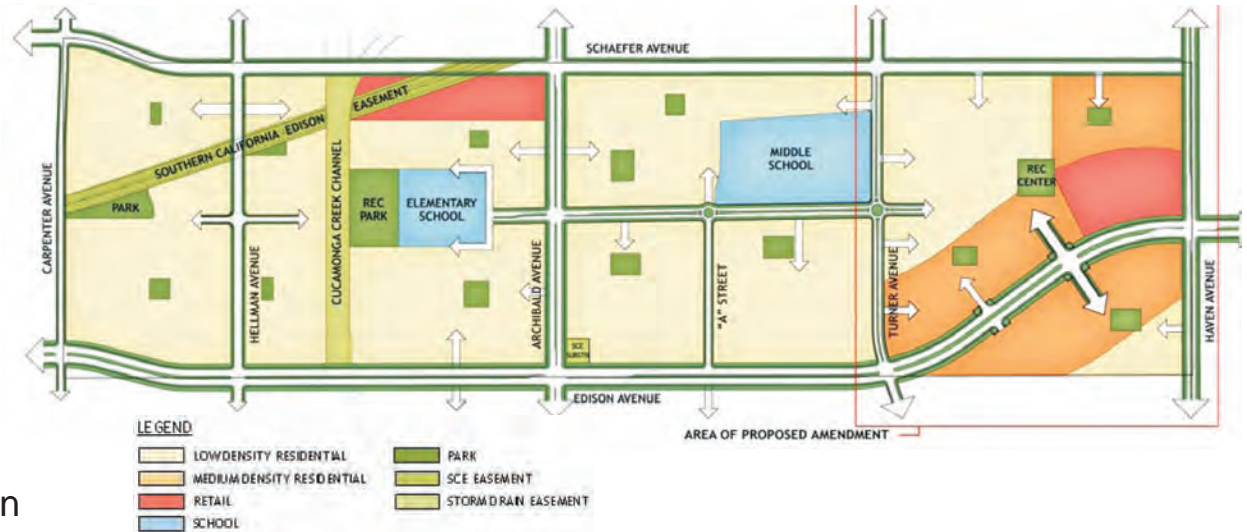 SCHAEFER AVENUE
SOUTHERN CALIFORNIA EDISON EASEMENT
CARPENTER AVENUE
PARK
HELLMAN AVENUE
CUCAMONGA CREEK CHANNEL
REC
PARK
ELEMENTARY
SCHOOL
ARCHIBALD AVENUE
MIDDLE
SCHOOL
"A" STREET
TURNER AVENUE
REC
CENTER
HAVEN AVENUE
SCE
SUBSTN
EDISON AVENUE
AREA OF PROPOSED AMENDMENT
LEGEND
LOW DENSITY RESIDENTIAL
MEDIUM DENSITY RESIDENTIAL
RETAIL
SCHOOL
PARK
SCE EASEMENT
STORM DRAIN EASEMENT
n